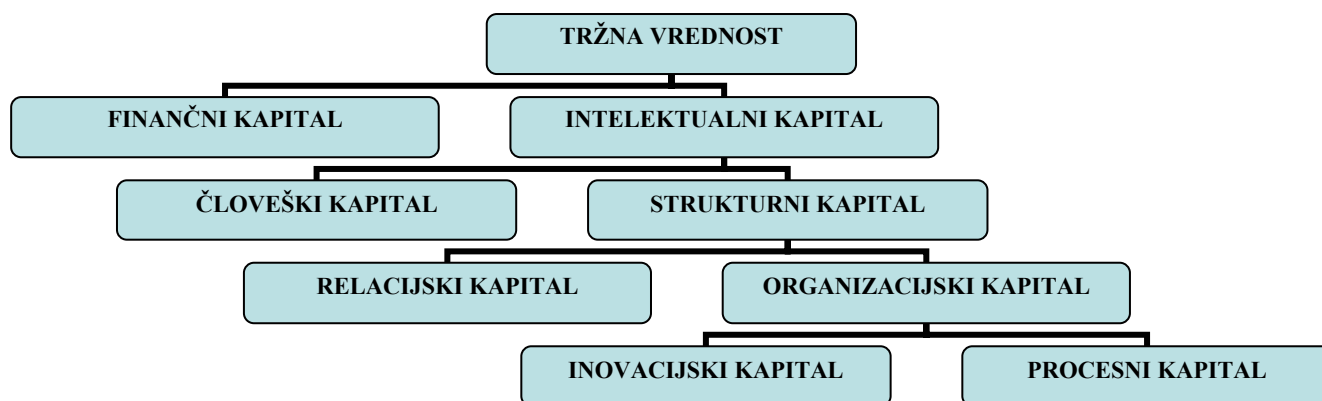 TRŽNA VREDNOST
FINANČNI KAPITAL
INTELEKTUALNI KAPITAL
ČLOVEŠKI KAPITAL
STRUKTURNI KAPITAL
RELACIJSKI KAPITAL
ORGANIZACIJSKI KAPITAL
INOVACIJSKI KAPITAL
PROCESNI KAPITAL